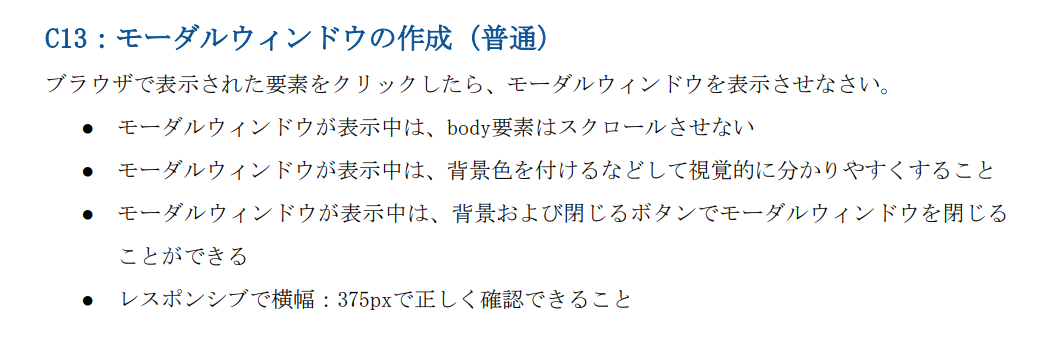 C13：モーダルウィンドウの作成（普通）
ブラウザで表示された要素をクリックしたら、モーダルウィンドウを表示させなさい。
● モーダルウィンドウが表示中は、body要素はスクロールさせない
● モーダルウィンドウが表示中は、背景色を付けるなどして視覚的に分かりやすくすること
● モーダルウィンドウが表示中は、背景および閉じるボタンでモーダルウィンドウを閉じる
ことができる
● レスポンシブで横幅：375pxで正しく確認できること